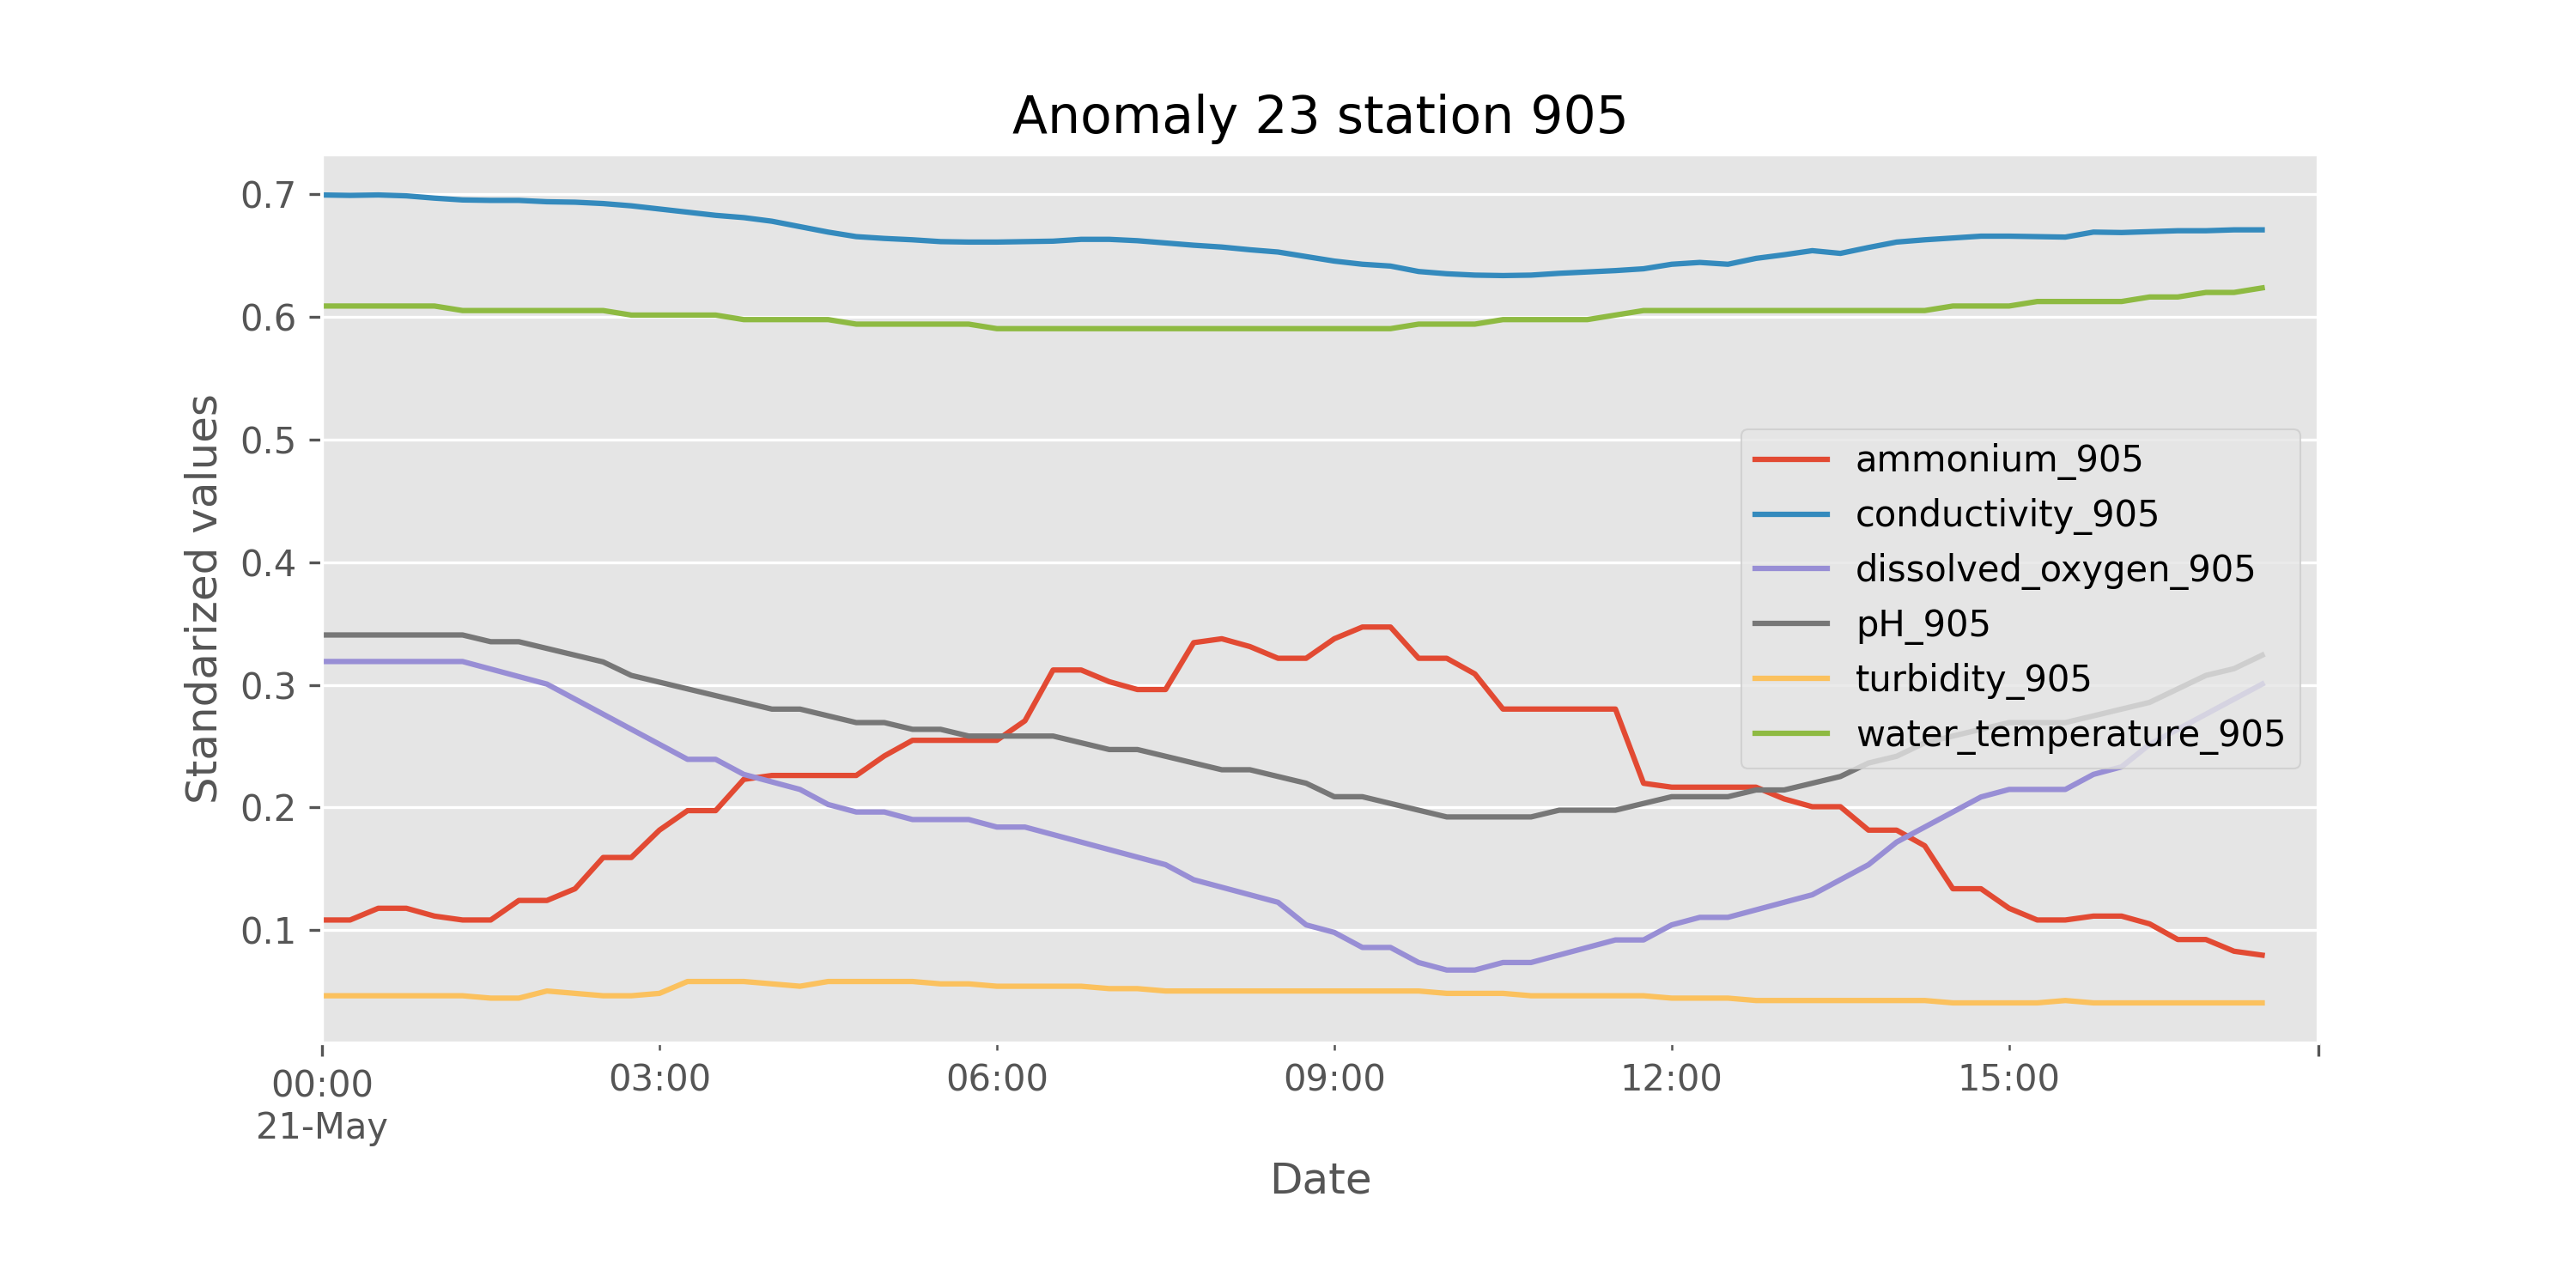 Anomaly 23 station 905
Standarized values
0.7
0.6
0.5
0.4
0.3
0.2
0.1
ammonium_905
conductivity_905
dissolved_oxygen_905
pH_905
turbidity_905
water_temperature_905
00:00 03:00 06:00 09:00 12:00 15:00
21-May
Date